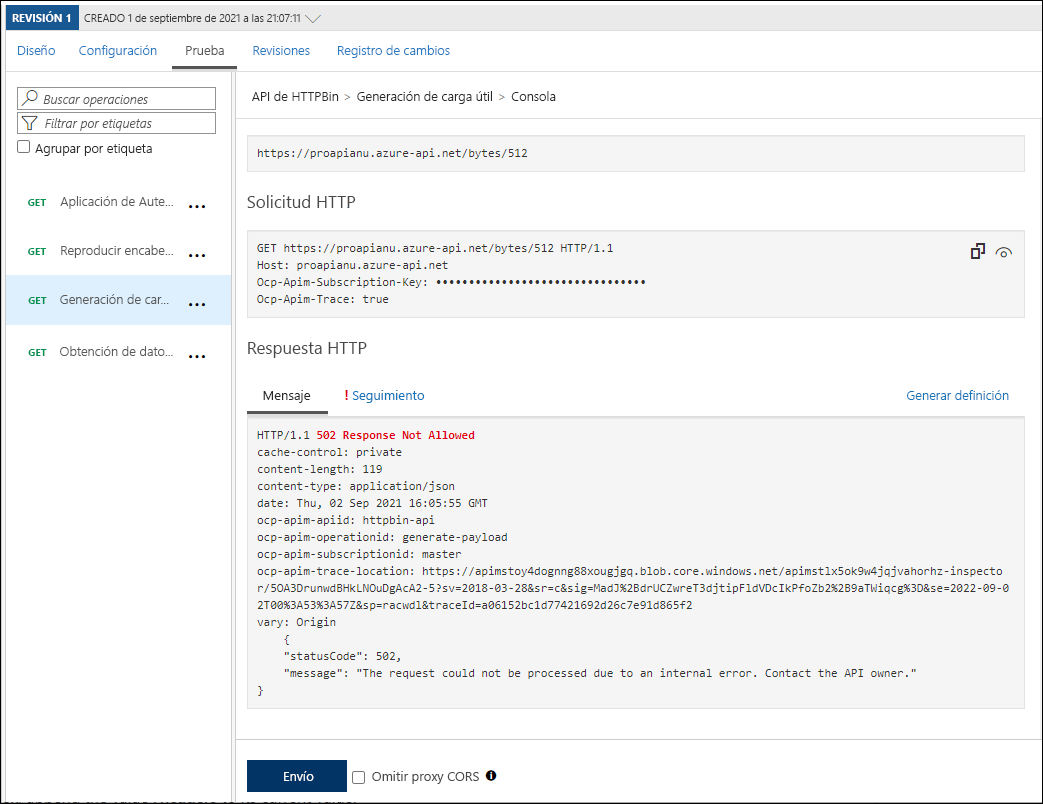 REVISIÓN 1 CREADO 1 de septiembre de 2021 a las 21:07:11
Diseño Configuración Prueba Revisiones Registro de cambios
Buscar operaciones
Filtrar por etiquetas
Agrupar por etiqueta
GET Aplicación de Aute... ...
GET Reproducir encabe... ...
GET Generación de car... ...
GET Obtención de dato... ...
API de HTTPBin > Generación de carga útil > Consola
https://proapianu.azure-api.net/bytes/512
Solicitud HTTP
GET https://proapianu.azure-api.net/bytes/512 HTTP/1.1
Host: proapianu.azure-api.net
Ocp-Apim-Subscription-Key: ••••••••••••••••••••••••••••••••
Ocp-Apim-Trace: true
Respuesta HTTP
Mensaje ! Seguimiento Generar definición
HTTP/1.1 502 Response Not Allowed
cache-control: private
content-length: 119
content-type: application/json
date: Thu, 02 Sep 2021 16:05:55 GMT
ocp-apim-apiid: httpbin-api
ocp-apim-operationid: generate-payload
ocp-apim-subscriptionid: master
ocp-apim-trace-location: https://apimstoy4dognng88xougjgq.blob.core.windows.net/apimstlx5ok9w4jqjvahorhz-inspecto
r/5OA3DrunwdBHkLNOuDgAcA2-5?sv=2018-03-28&sr=c&sig=MadJ%2BdrUCZwreT3djtipFldVDcIkPfoZb2%2B9aTWiqcg%3D&se=2022-09-0
2T00%3A53%3A57Z&sp=racwdl&traceId=a06152bc1d77421692d26c7e91d865f2
vary: Origin
{
"statusCode": 502,
"message": "The request could not be processed due to an internal error. Contact the API owner."
}
Envío Omitir proxy CORS